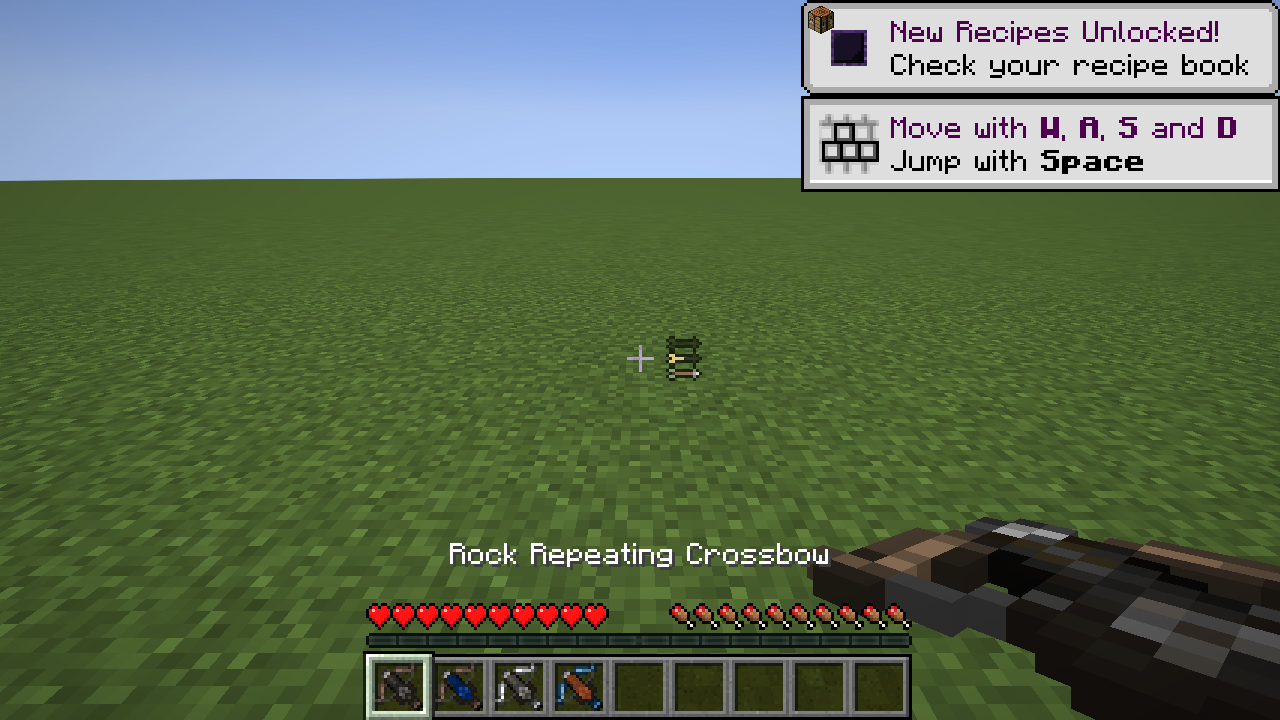 New Recipes Unlocked!
Check your recipe book
Move with W, A, S and D
Jump with Space
Rock Repeating Crossbow